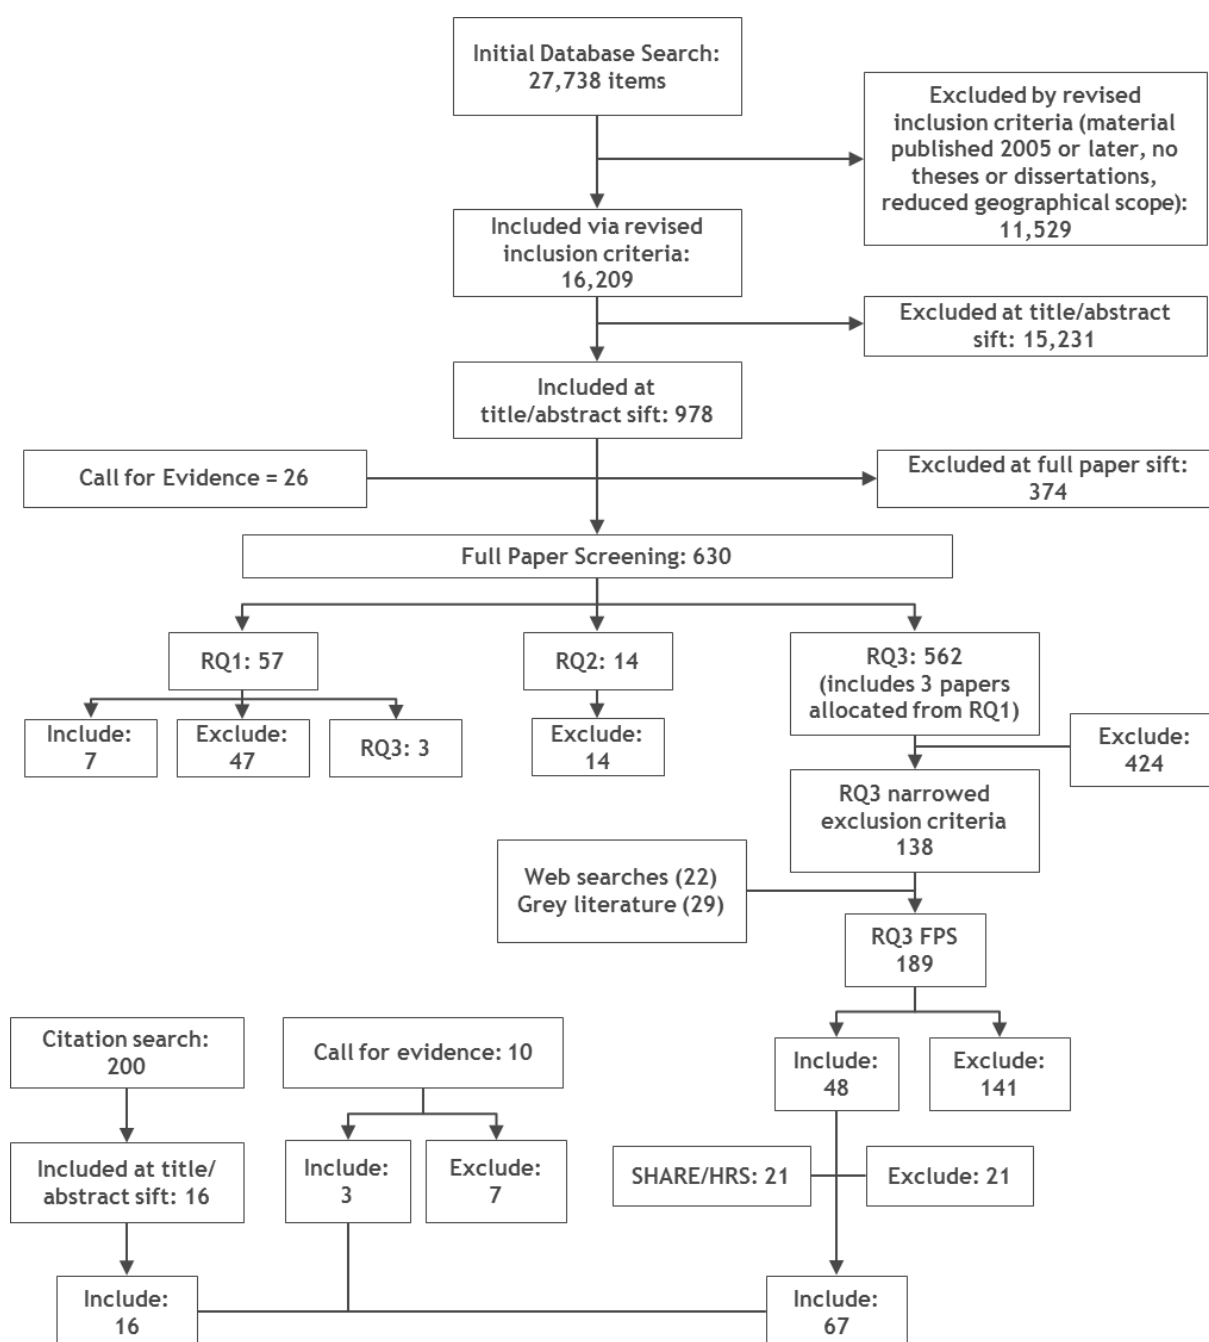 Initial Database Search:
27,738 items
Excluded by revised
inclusion criteria (material
published 2005 or later, no
theses or dissertations,
reduced geographical scope):
11,529
Included via revised
inclusion criteria:
16,209
Excluded at title/abstract
sift: 15,231
Included at
title/abstract sift: 978
Call for Evidence = 26
Excluded at full paper sift:
374
Full Paper Screening: 630
RQ1: 57
RQ2: 14
RQ3: 562
(includes 3 papers
allocated from RQ1)
Include:
7
Exclude:
47
RQ3: 3
Exclude:
14
Exclude:
424
RQ3 narrowed
exclusion criteria
138
Web searches (22)
Grey literature (29)
RQ3 FPS
189
Citation search:
200
Call for evidence: 10
Include:
48
Exclude:
141
Included at title/
abstract sift: 16
Include:
3
Exclude:
7
SHARE/HRS: 21
Exclude: 21
Include:
16
Include:
67